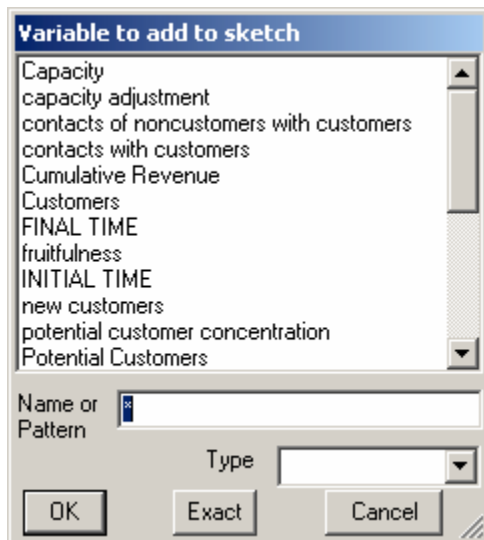 Variable to add to sketch
Capacity
capacity adjustment
contacts of noncustomers with customers
contacts with customers
Cumulative Revenue
Customers
FINAL TIME
fruitfulness
INITIAL TIME
new customers
potential customer concentration
Potential Customers
Name or
Pattern
*
Type
OK Exact Cancel